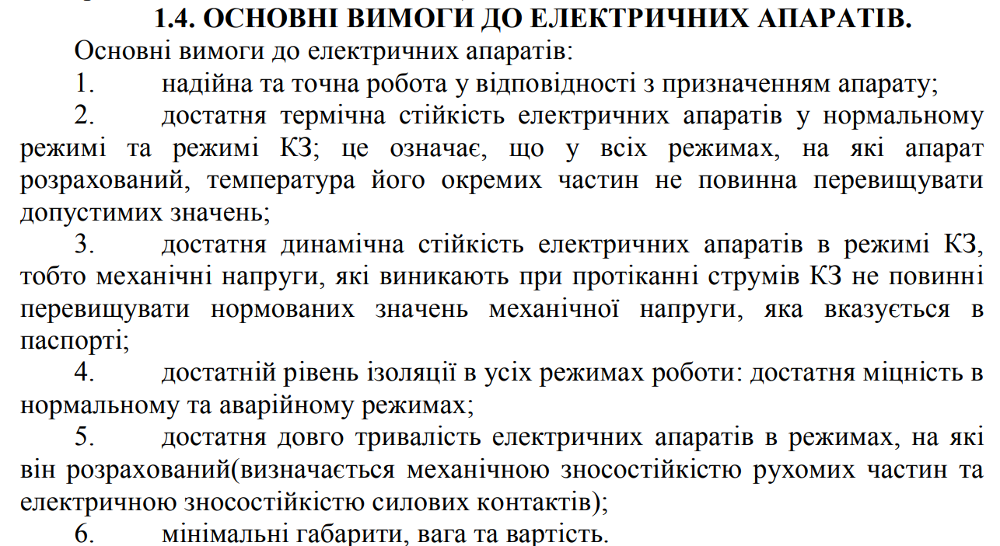 1.4. ОСНОВНІ ВИМОГИ ДО ЕЛЕКТРИЧНИХ АПАРАТІВ.
Основні вимоги до електричних апаратів:
1. надійна та точна робота у відповідності з призначенням апарату;
2. достатня термічна стійкість електричних апаратів у нормальному
режимі та режимі КЗ; це означає, що у всіх режимах, на які апарат
розрахований, температура його окремих частин не повинна перевищувати
допустимих значень;
3. достатня динамічна стійкість електричних апаратів в режимі КЗ,
тобто механічні напруги, які виникають при протіканні струмів КЗ не повинні
перевищувати нормованих значень механічної напруги, яка вказується в
паспорті;
4. достатній рівень ізоляції в усіх режимах роботи: достатня міцність в
нормальному та аварійному режимах;
5. достатня довго тривалість електричних апаратів в режимах, на які
він розрахований(визначається механічною зносостійкістю рухомих частин та
електричною зносостійкістю силових контактів);
6. мінімальні габарити, вага та вартість.